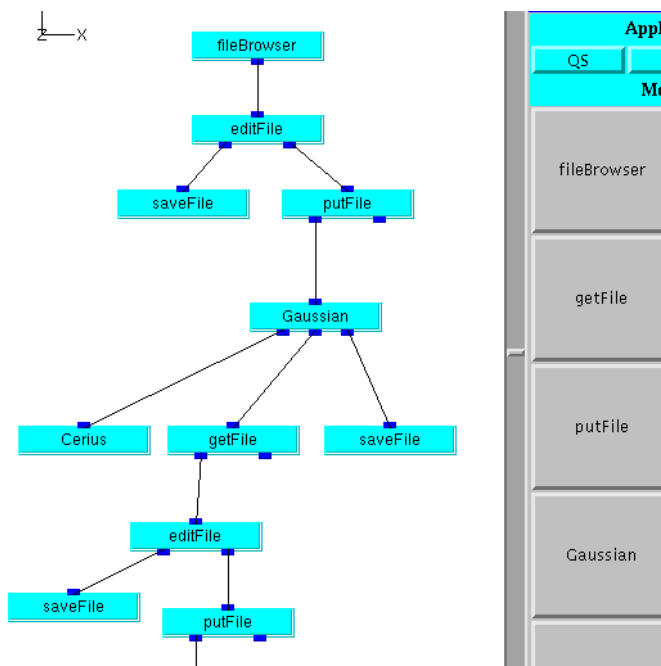 Z X
fileBrowser
editFile
saveFile
putFile
Gaussian
Cerius
getFile
saveFile
editFile
saveFile
putFile
QS
fileBrowser
getFile
putFile
Gaussian